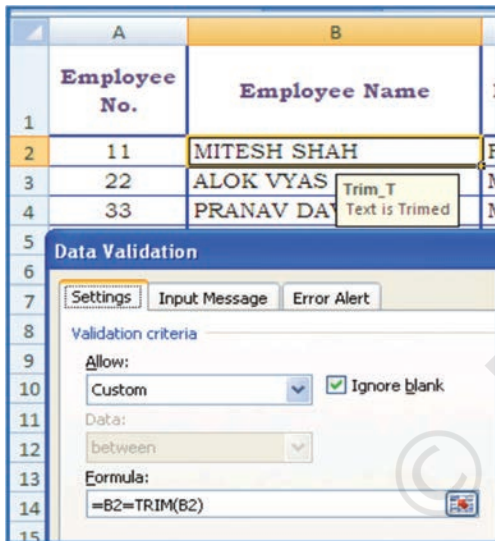 A B
Employee No. Employee Name
1
2 11 MITESH SHAH
3 22 ALOK VYAS
4 33 PRANAV DAV
Trim_T
Text is Trimed
5
6
7
8
9
10
11
12
13
14
15
Data Validation
Settings Input Message Error Alert
Validation criteria
Allow:
Custom Ignore blank
Data:
between
Formula:
=B2=TRIM(B2)
©